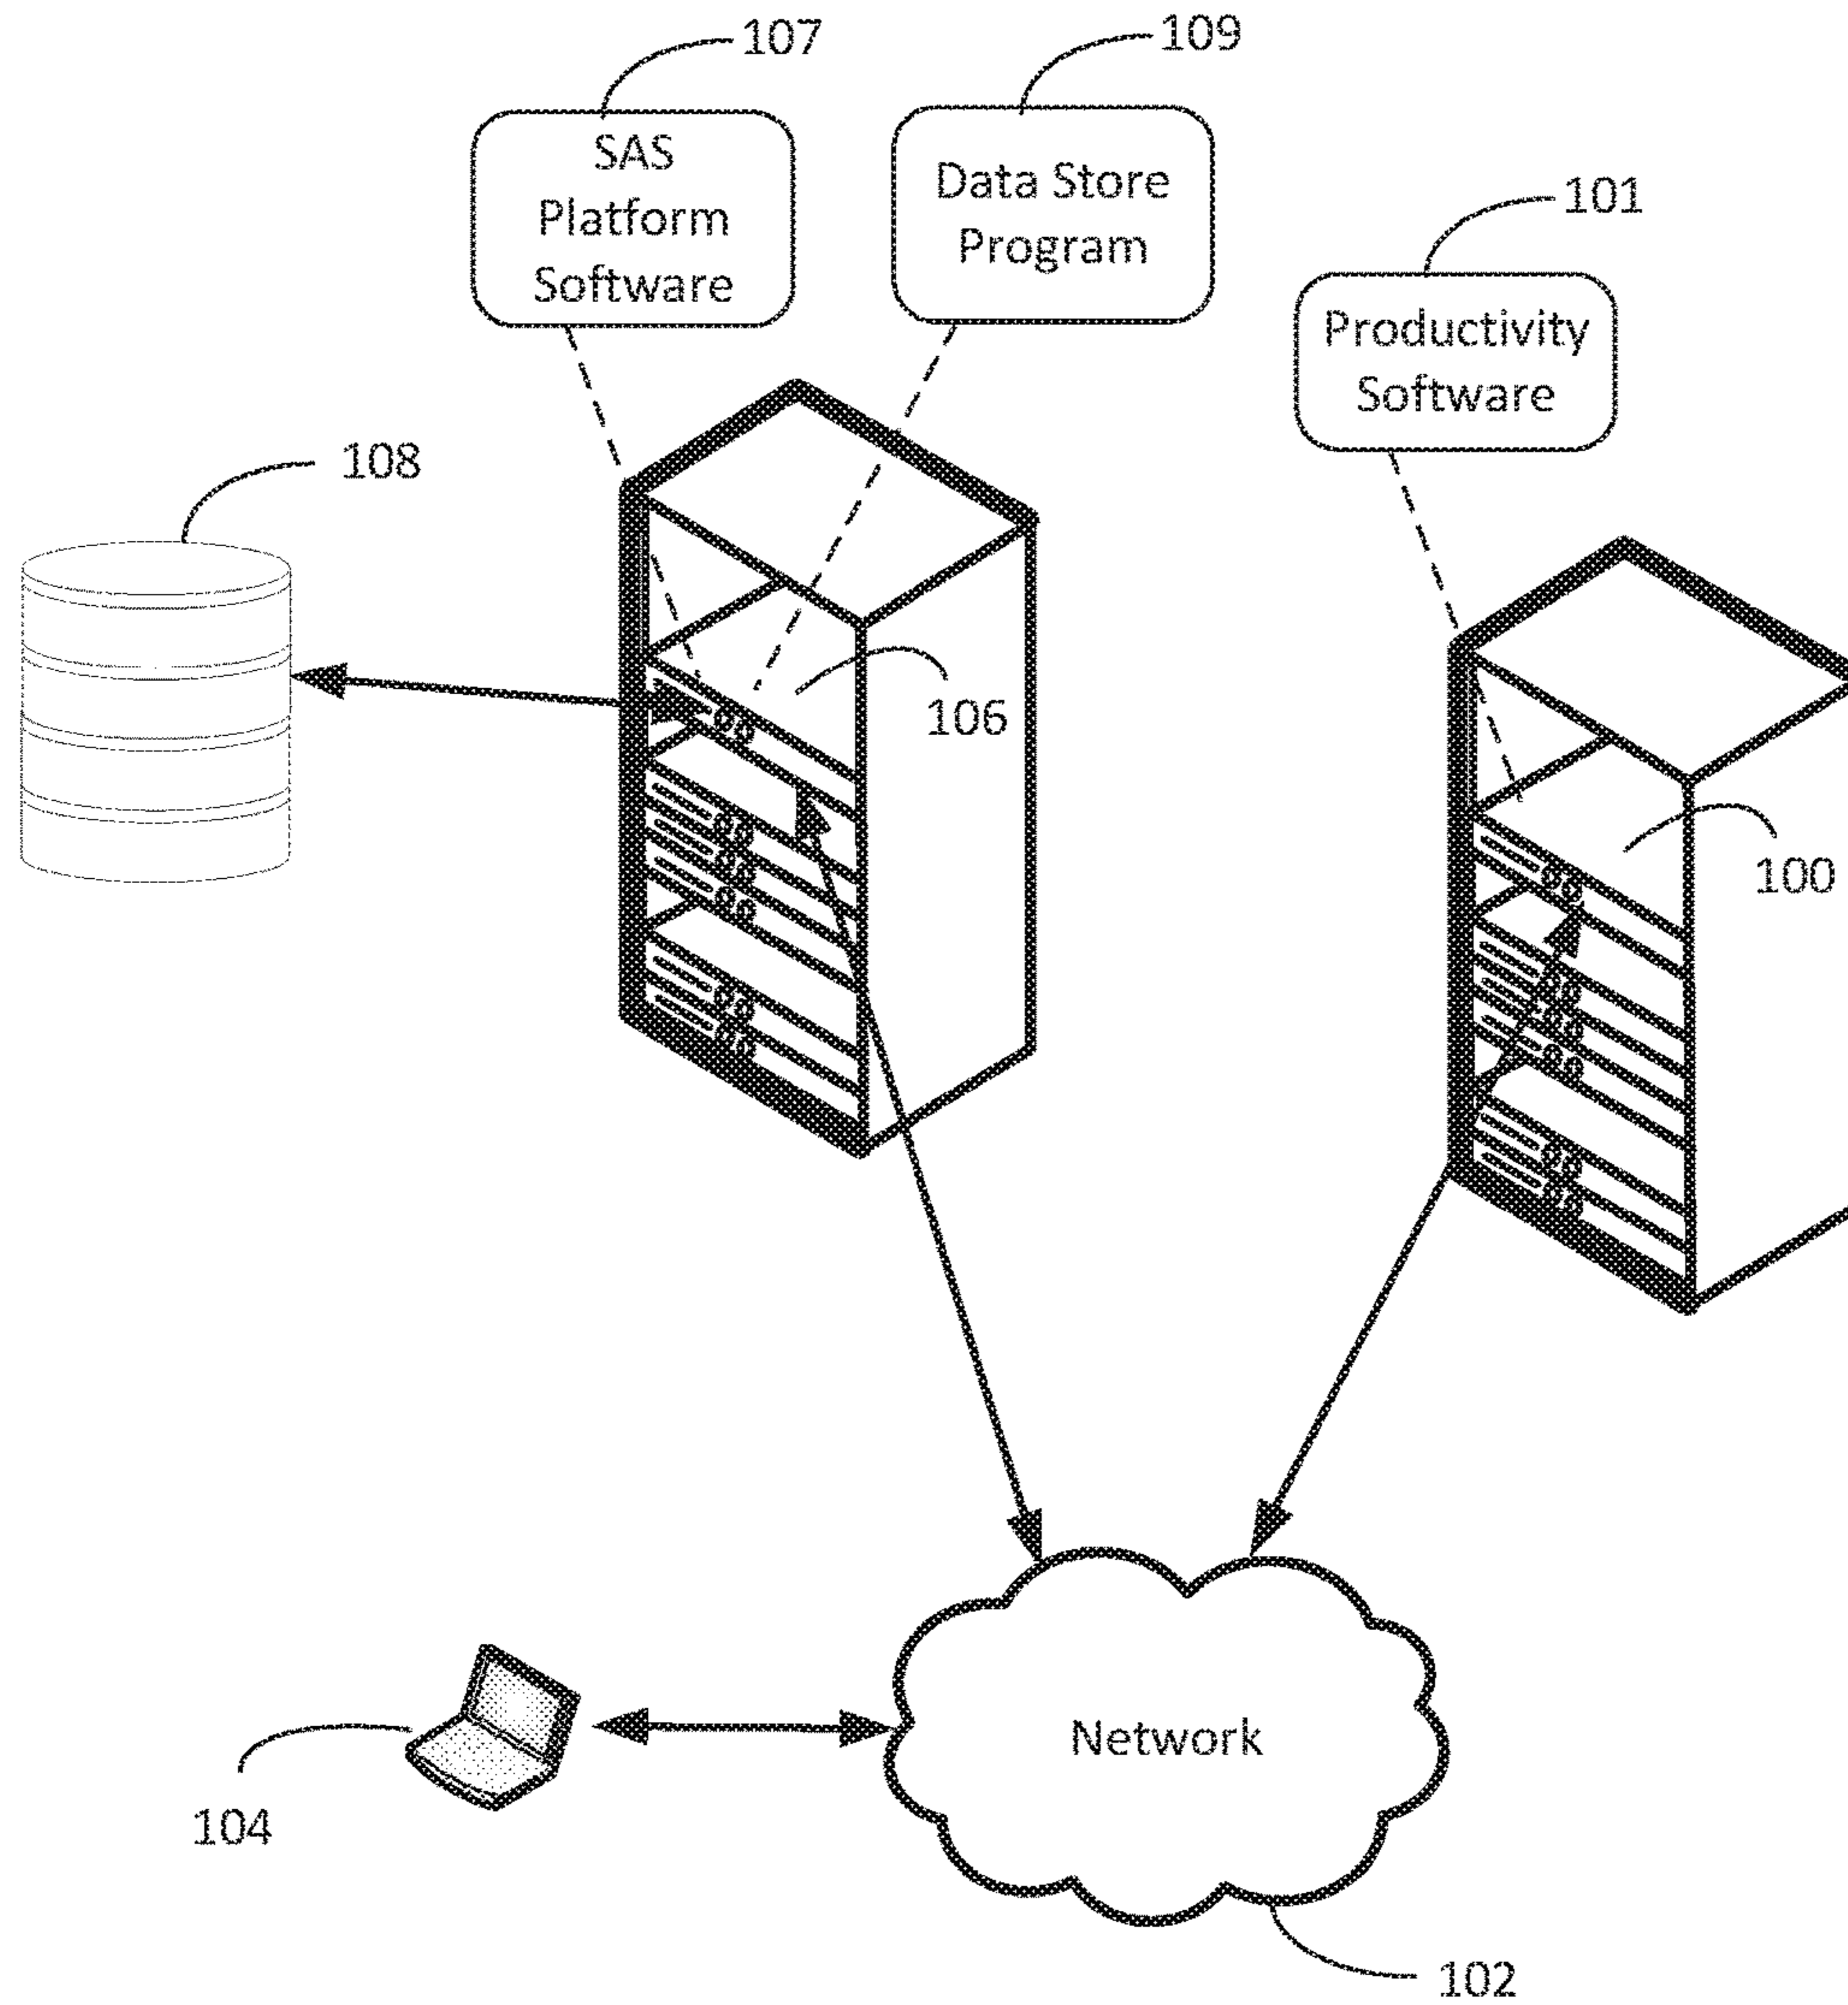 107
109
SAS
Platform
Software
Data Store
Program
101
Productivity
Software
108
106
100
Network
104
102